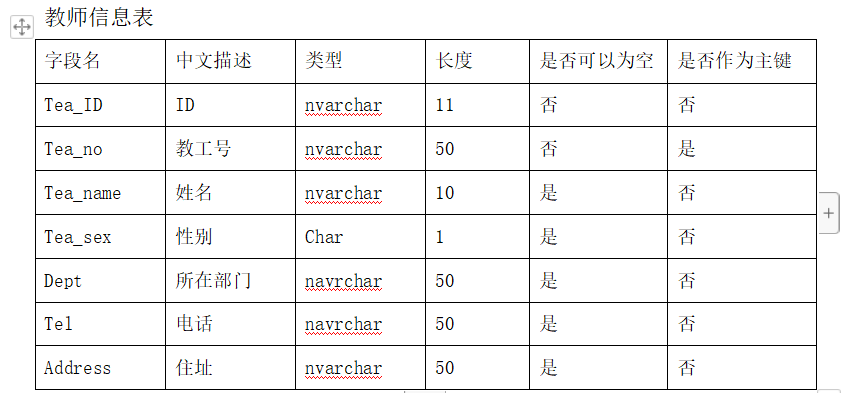 教师信息表
字段名 中文描述 类型 长度 是否可以为空 是否作为主键
Tea_ID ID nvarchar 11 否 否
Tea_no 教工号 nvarchar 50 否 是
Tea_name 姓名 nvarchar 10 是 否
Tea_sex 性别 Char 1 是 否
Dept 所在部门 navrchar 50 是 否
Tel 电话 navrchar 50 是 否
Address 住址 nvarchar 50 是 否